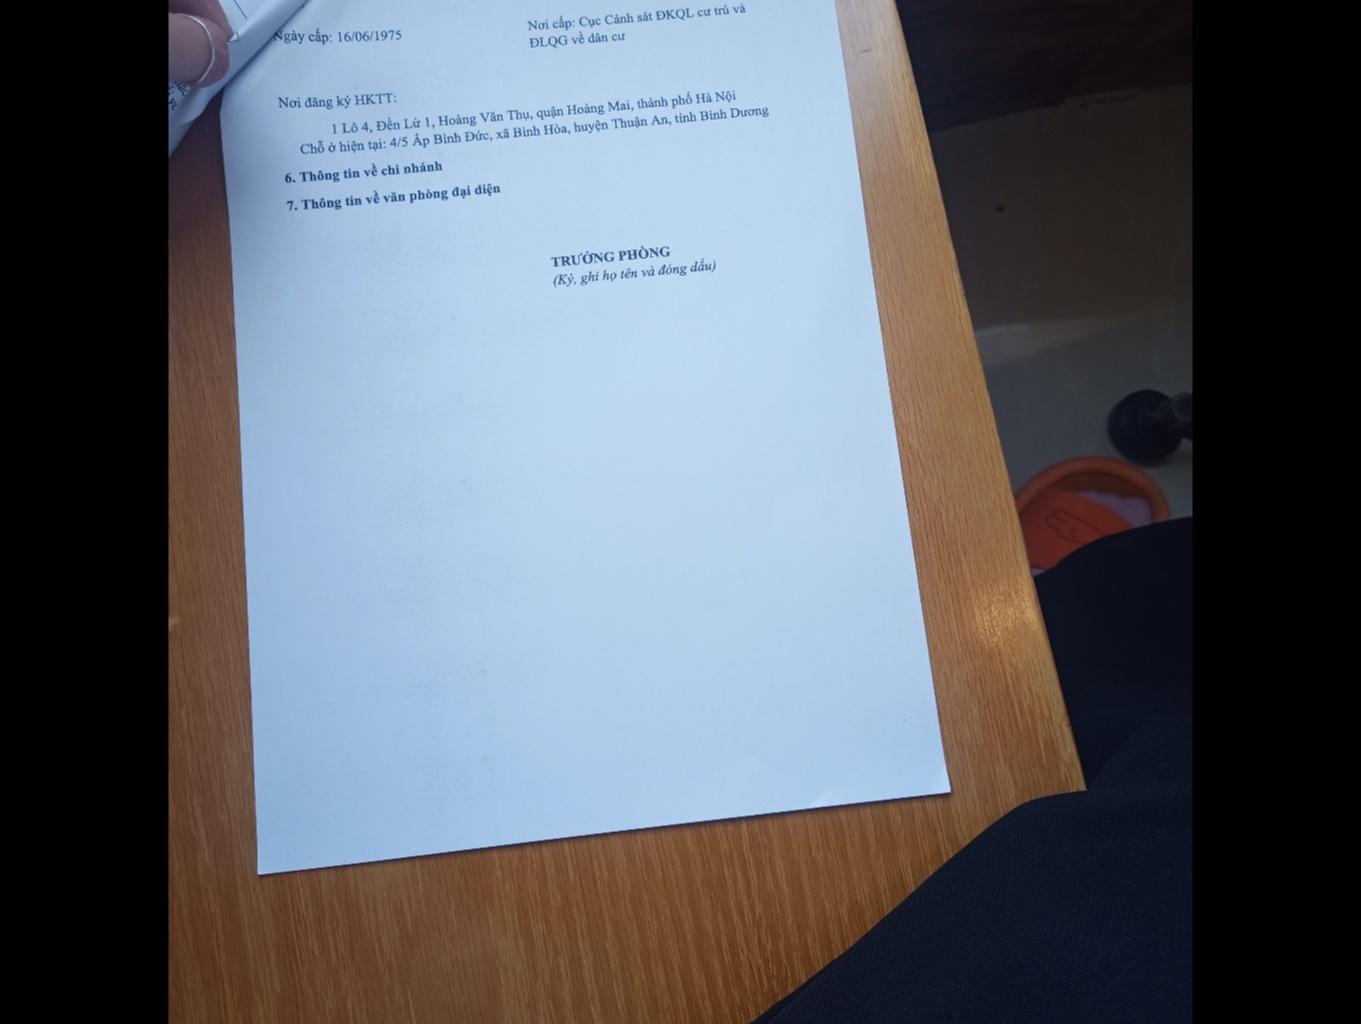 Ngày cấp: 16/06/1975
Nơi cấp: Cục Cảnh sát ĐKQL cư trú và
ĐLQG về dân cư
Nơi đăng ký HKTT:
1 Lô 4, Đền Lừ 1, Hoàng Văn Thụ, quận Hoàng Mai, thành phố Hà Nội
Chỗ ở hiện tại: 4/5 Ấp Bình Đức, xã Bình Hòa, huyện Thuận An, tỉnh Bình Dương
6. Thông tin về chi nhánh
7. Thông tin về văn phòng đại diện
TRƯỞNG PHÒNG
(Ký, ghi họ tên và đóng dấu)